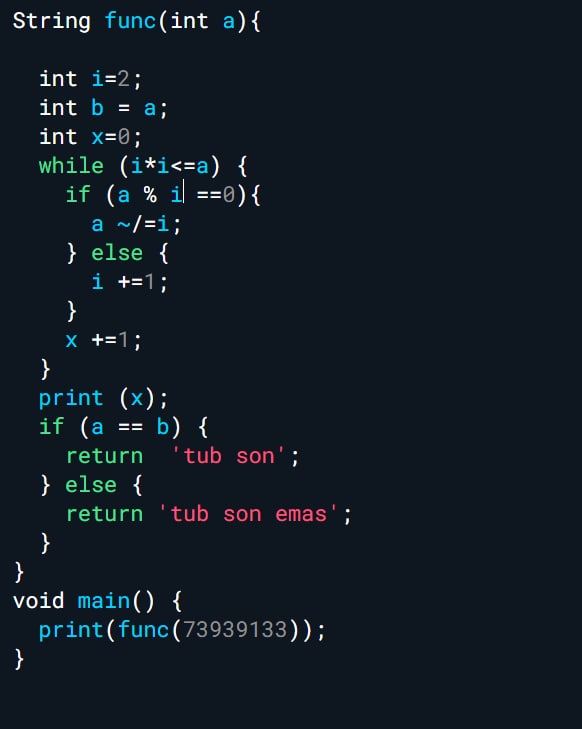 String func(int a){
int i=2;
int b = a;
int x=0;
while (i*i<=a) {
if (a % i ==0){
a ~/=i;
} else {
i +=1;
}
x +=1;
}
print (x);
if (a == b) {
return  'tub son';
} else {
return 'tub son emas';
}
}
void main() {
print(func(73939133));
}